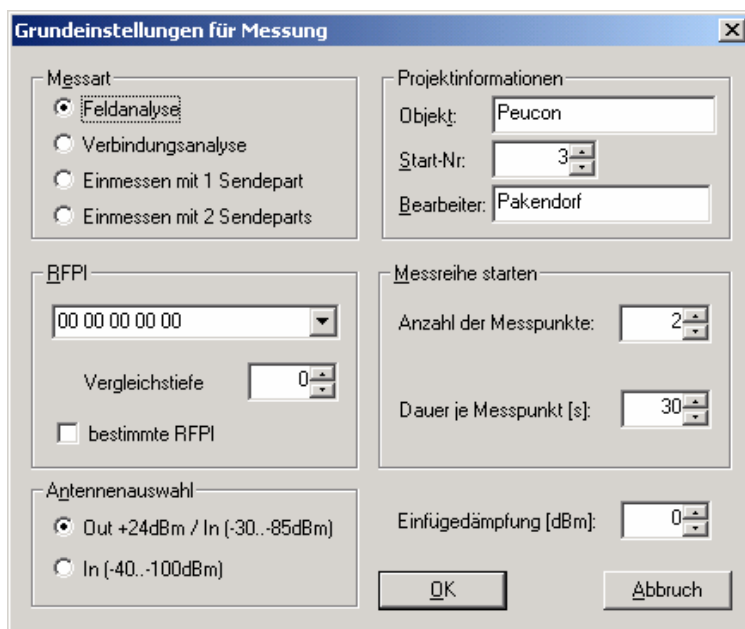 Grundeinstellungen für Messung
Messart
Feldanalyse
Verbindungsanalyse
Einmessen mit 1 Sendepart
Einmessen mit 2 Sendeparts
Projektinformationen
Objekt: Peucon
Start-Nr: 3
Bearbeiter: Pakendorf
RFPI
00 00 00 00 00
Vergleichstiefe 0
bestimmte RFPI
Messreihe starten
Anzahl der Messpunkte: 2
Dauer je Messpunkt [s]: 30
Antennenauswahl
Out +24dBm / In (-30..-85dBm)
In (-40..-100dBm)
Einfügedämpfung [dBm]: 0
OK
Abbruch